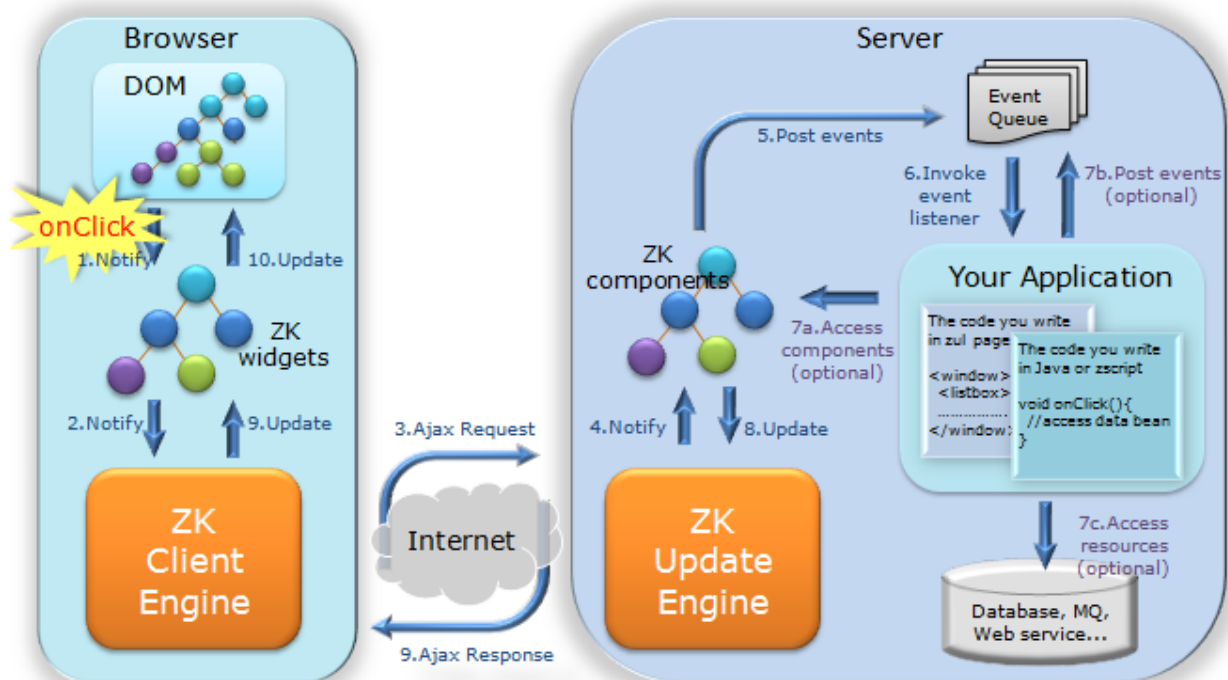 Browser
DOM
onClick
1.Notify
10.Update
ZK
widgets
2.Notify
9.Update
ZK
Client
Engine
3.Ajax Request
Internet
9.Ajax Response
Server
Event
Queue
5.Post events
6.Invoke
event
listener
7b.Post events
(optional)
ZK
components
7a.Access
components
(optional)
4.Notify
8.Update
ZK
Update
Engine
Your Application
The code you write
in zul page
<window>
<listbox>
................
</window>
The code you write
in Java or zscript
void onClick(){
//access data bean
}
7c.Access
resources
(optional)
Database, MQ,
Web service...